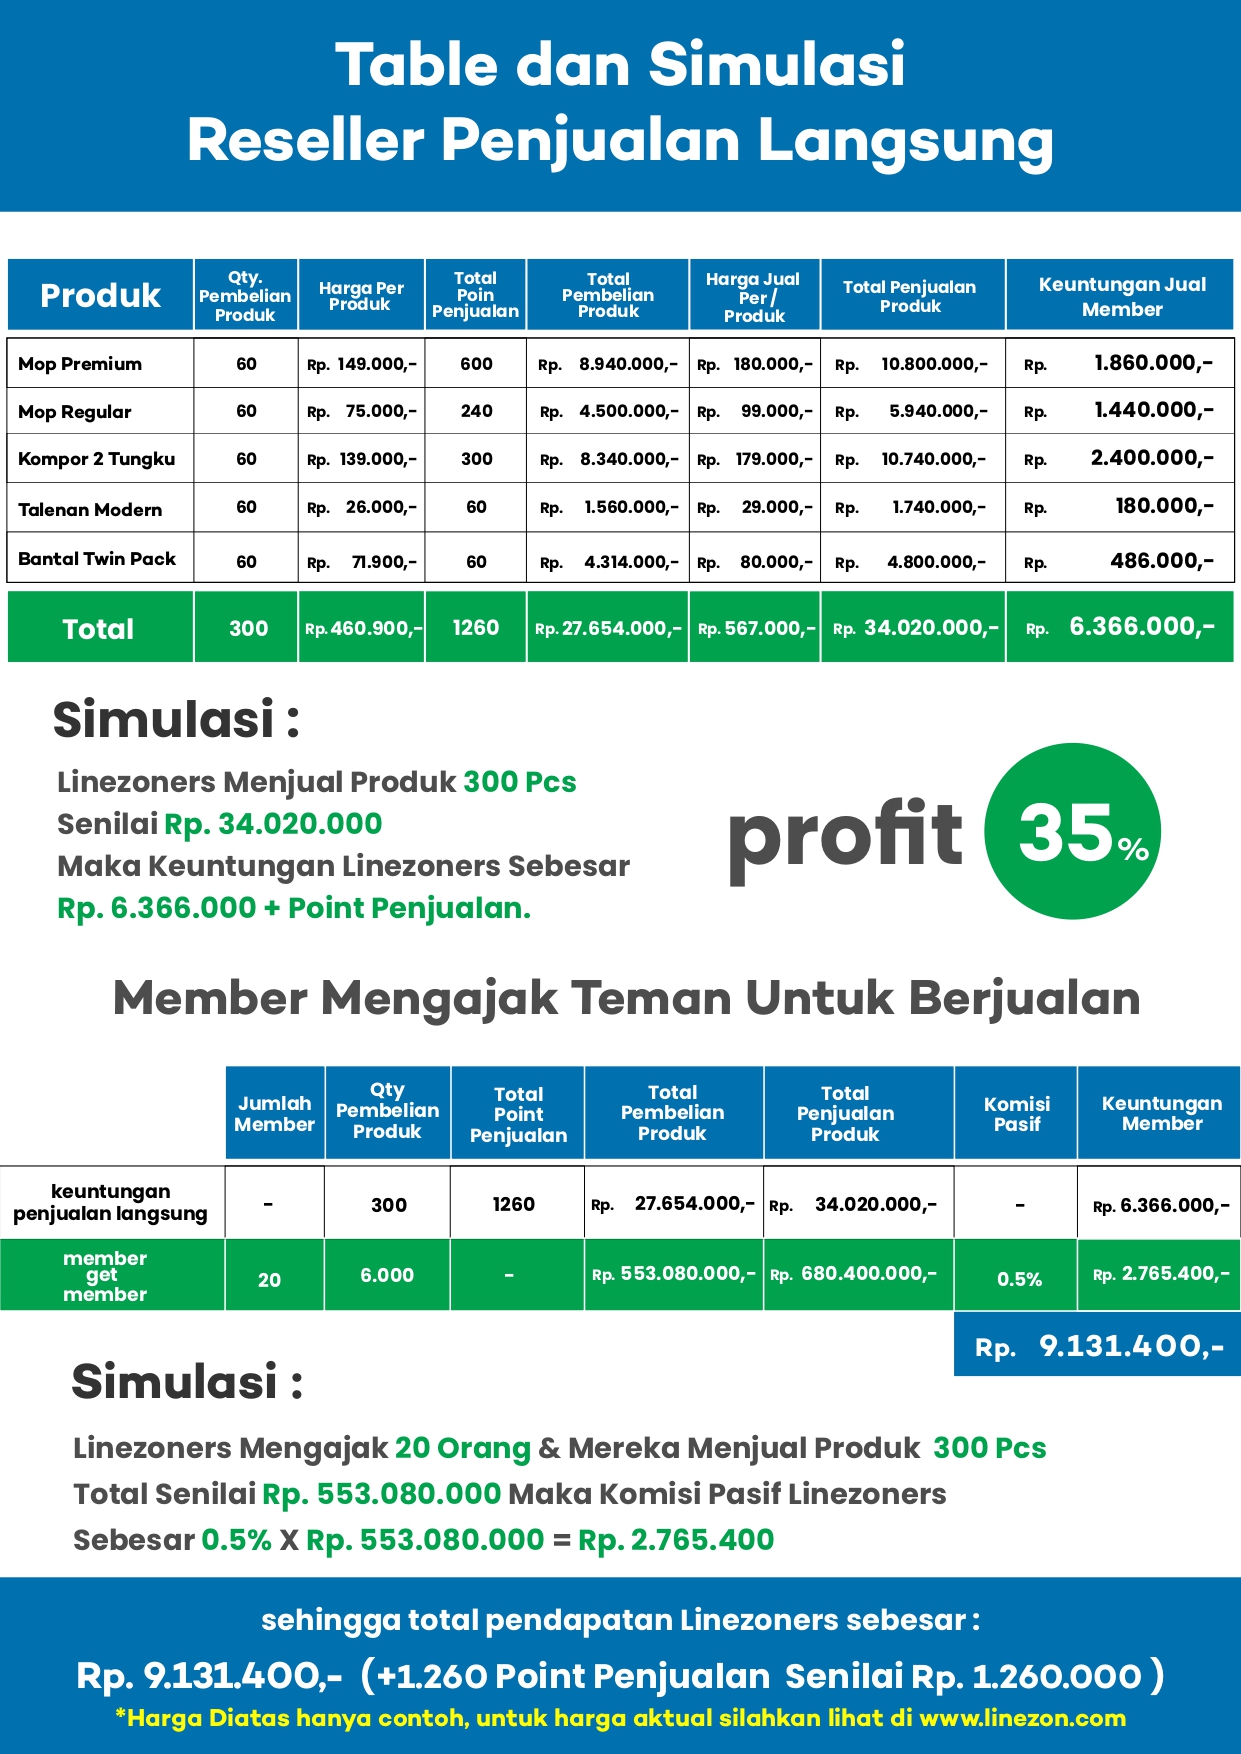 Table dan Simulasi
Reseller Penjualan Langsung
Produk
Qty.
Pembelian
Produk
Harga Per
Produk
Total
Poin
Penjualan
Total
Pembelian
Produk
Harga Jual
Per /
Produk
Total Penjualan
Produk
Keuntungan Jual
Member
Mop Premium 60 Rp. 149.000,- 600 Rp. 8.940.000,- Rp. 180.000,- Rp. 10.800.000,- Rp. 1.860.000,-
Mop Regular 60 Rp. 75.000,- 240 Rp. 4.500.000,- Rp. 99.000,- Rp. 5.940.000,- Rp. 1.440.000,-
Kompor 2 Tungku 60 Rp. 139.000,- 300 Rp. 8.340.000,- Rp. 179.000,- Rp. 10.740.000,- Rp. 2.400.000,-
Talenan Modern 60 Rp. 26.000,- 60 Rp. 1.560.000,- Rp. 29.000,- Rp. 1.740.000,- Rp. 180.000,-
Bantal Twin Pack 60 Rp. 71.900,- 60 Rp. 4.314.000,- Rp. 80.000,- Rp. 4.800.000,- Rp. 486.000,-
Total 300 Rp. 460.900,- 1260 Rp. 27.654.000,- Rp. 567.000,- Rp. 34.020.000,- Rp. 6.366.000,-
Simulasi :
Linezoners Menjual Produk 300 Pcs
Senilai Rp. 34.020.000
Maka Keuntungan Linezoners Sebesar
Rp. 6.366.000 + Point Penjualan.
profit 35%
Member Mengajak Teman Untuk Berjualan
Jumlah
Member
Qty
Pembelian
Produk
Total
Point
Penjualan
Total
Pembelian
Produk
Total
Penjualan
Produk
Komisi
Pasif
Keuntungan
Member
keuntungan
penjualan langsung
- 300 1260 Rp. 27.654.000,- Rp. 34.020.000,- - Rp. 6.366.000,-
member
get
member
20 6.000 - Rp. 553.080.000,- Rp. 680.400.000,- 0.5% Rp. 2.765.400,-
Rp. 9.131.400,-
Simulasi :
Linezoners Mengajak 20 Orang & Mereka Menjual Produk 300 Pcs
Total Senilai Rp. 553.080.000 Maka Komisi Pasif Linezoners
Sebesar 0.5% X Rp. 553.080.000 = Rp. 2.765.400
sehingga total pendapatan Linezoners sebesar :
Rp. 9.131.400,- (+1.260 Point Penjualan Senilai Rp. 1.260.000 )
*Harga Diatas hanya contoh, untuk harga aktual silahkan lihat di www.linezon.com